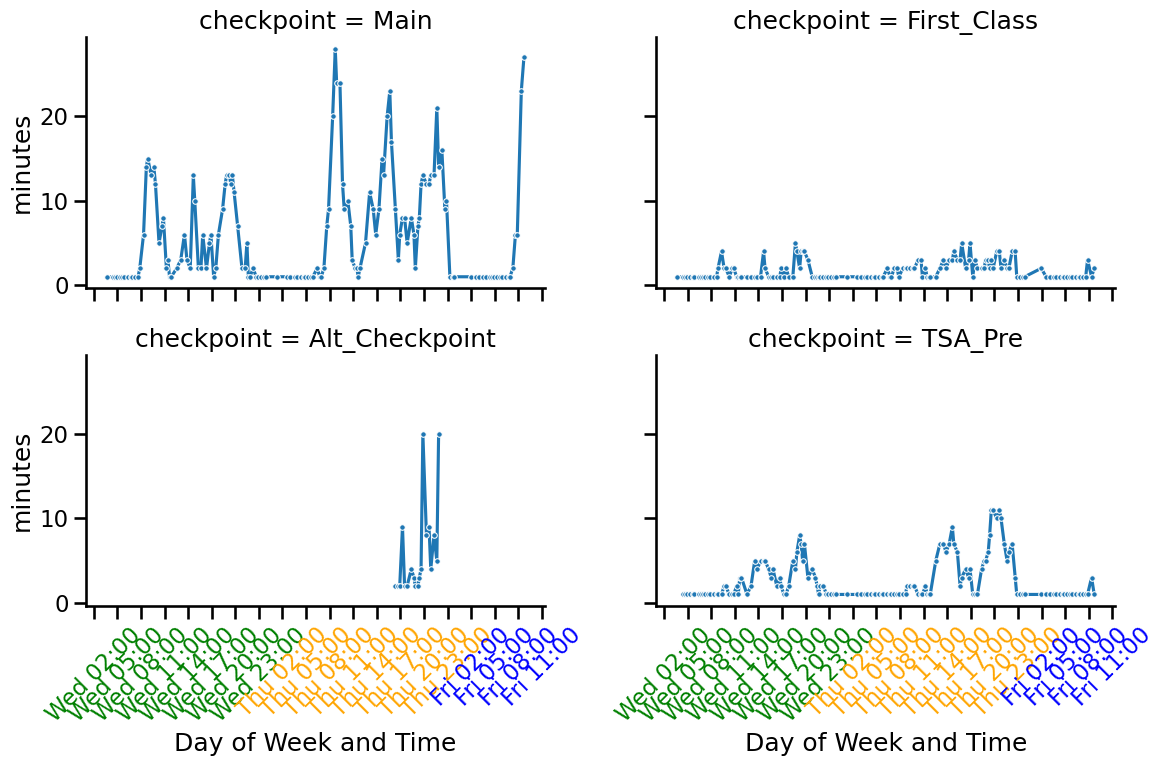 checkpoint = Main
checkpoint = First_Class
minutes
20
10
0
checkpoint = Alt_Checkpoint
checkpoint = TSA_Pre
minutes
20
10
0
Wed 02:00
Wed 05:00
Wed 08:00
Wed 11:00
Wed 14:00
Wed 17:00
Wed 20:00
Wed 23:00
Thu 02:00
Thu 05:00
Thu 08:00
Thu 11:00
Thu 14:00
Thu 17:00
Thu 20:00
Thu 23:00
Fri 02:00
Fri 05:00
Fri 08:00
Fri 11:00
Wed 02:00
Wed 05:00
Wed 08:00
Wed 11:00
Wed 14:00
Wed 17:00
Wed 20:00
Wed 23:00
Thu 02:00
Thu 05:00
Thu 08:00
Thu 11:00
Thu 14:00
Thu 17:00
Thu 20:00
Thu 23:00
Fri 02:00
Fri 05:00
Fri 08:00
Fri 11:00
Day of Week and Time
Day of Week and Time